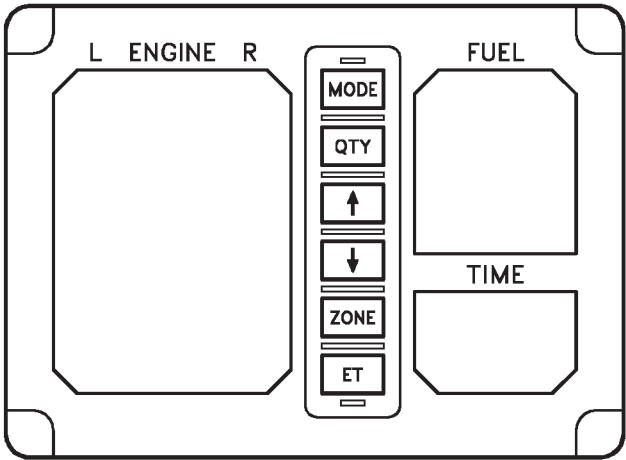 L ENGINE R
FUEL
MODE
QTY
↑
↓
TIME
ZONE
ET